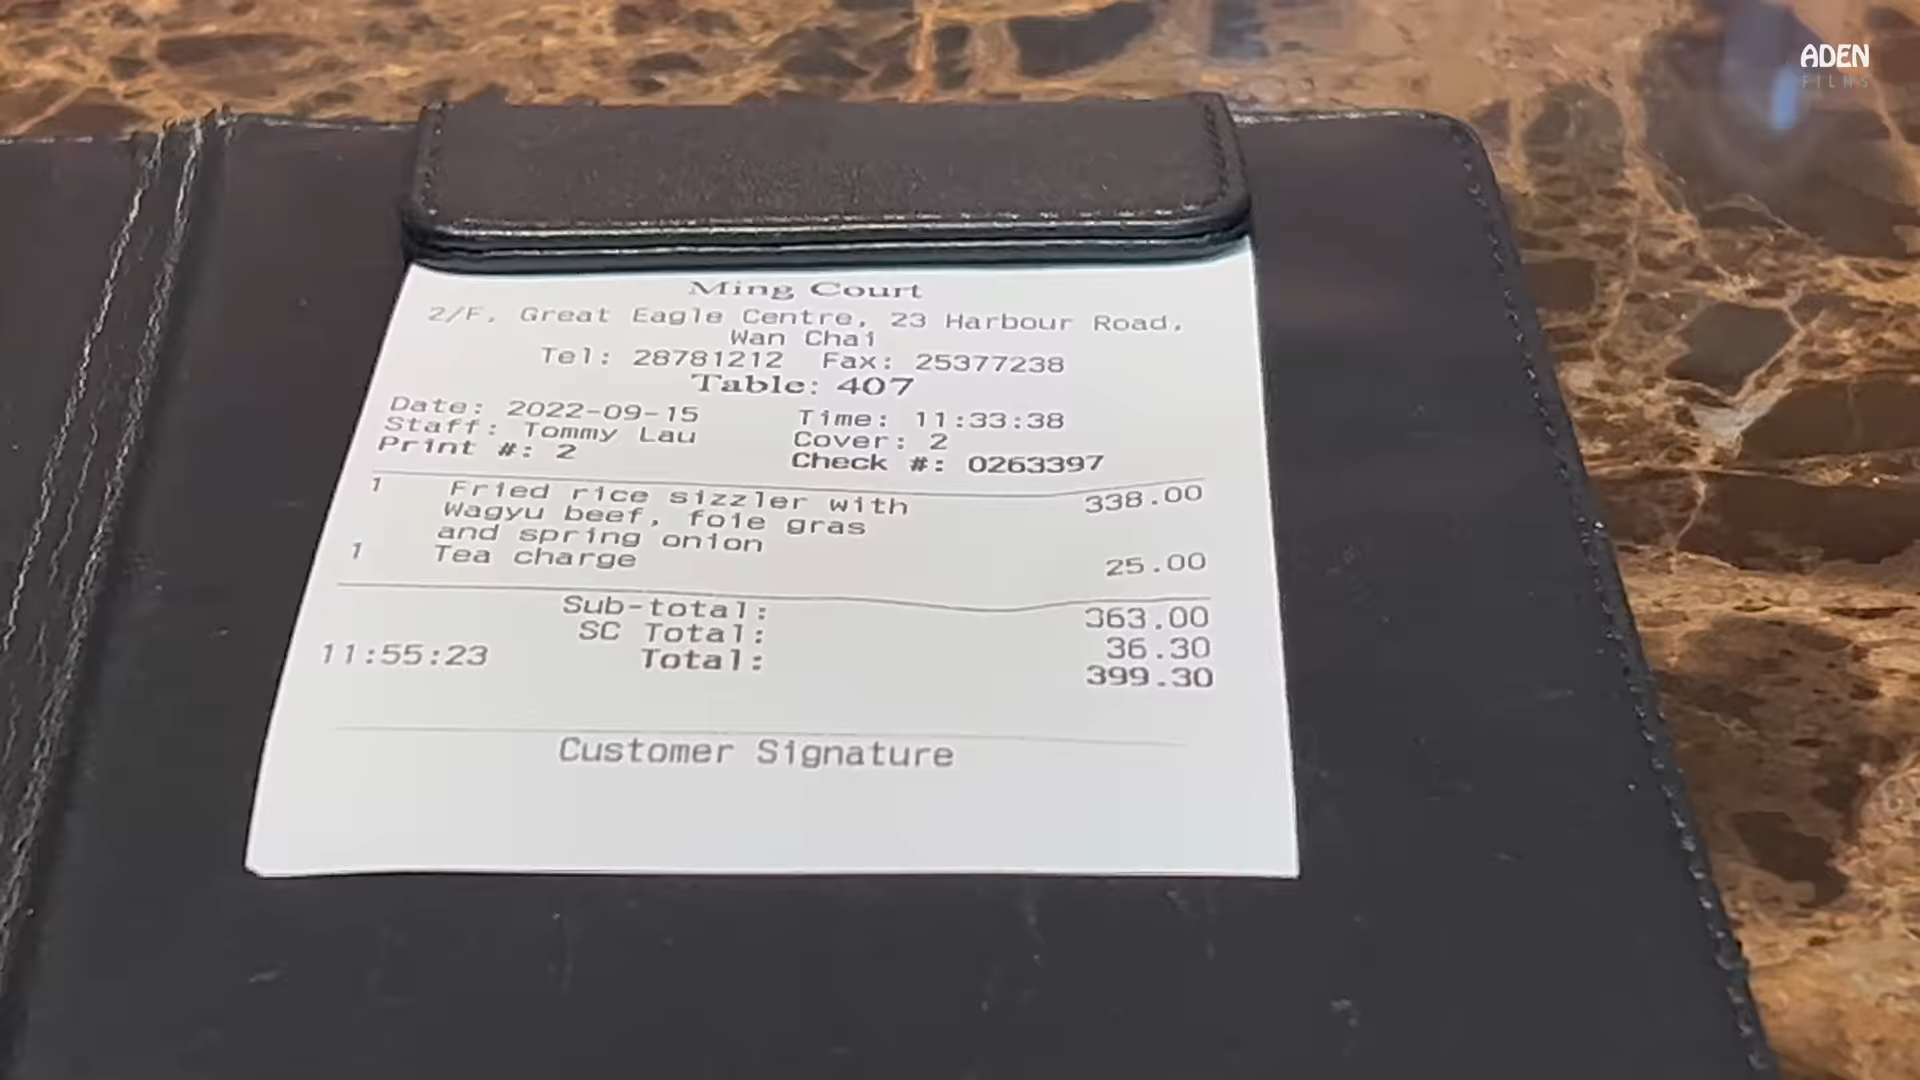 ADEN
FILMS
Ming Court
2/F, Great Eagle Centre, 23 Harbour Road,
Wan Chai
Tel: 28781212 Fax: 25377238
Table: 407
Date: 2022-09-15 Time: 11:33:38
Staff: Tommy Lau Cover: 2
Print #: 2 Check #: 0263397
1 Fried rice sizzler with 338.00
Wagyu beef, foie gras
and spring onion
1 Tea charge 25.00
Sub-total: 363.00
SC Total: 36.30
11:55:23 Total: 399.30
Customer Signature